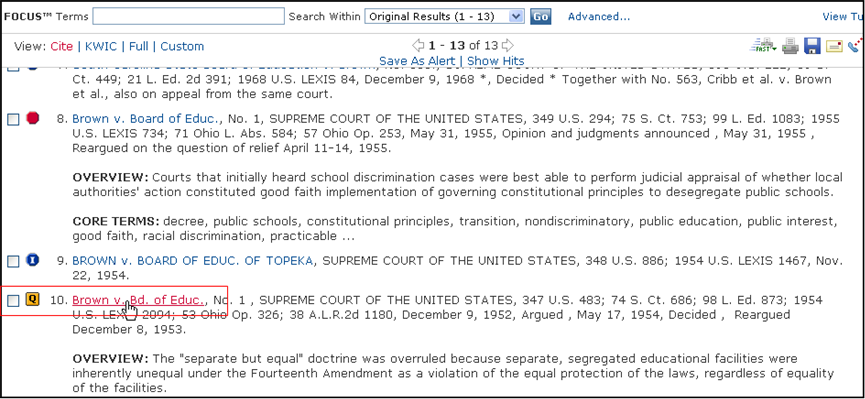 FOCUS™ Terms Search Within Original Results (1 - 13) Go Advanced... View Tu
View: Cite | KWIC | Full | Custom 1 - 13 of 13 FAST
Save As Alert | Show Hits
Ct. 449; 21 L. Ed. 2d 391; 1968 U.S. LEXIS 84, December 9, 1968 *, Decided * Together with No. 563, Cribb et al. v. Brown
et al., also on appeal from the same court.
8. Brown v. Board of Educ., No. 1, SUPREME COURT OF THE UNITED STATES, 349 U.S. 294; 75 S. Ct. 753; 99 L. Ed. 1083; 1955
U.S. LEXIS 734; 71 Ohio L. Abs. 584; 57 Ohio Op. 253, May 31, 1955, Opinion and judgments announced , May 31, 1955 ,
Reargued on the question of relief April 11-14, 1955.
OVERVIEW: Courts that initially heard school discrimination cases were best able to perform judicial appraisal of whether local
authorities' action constituted good faith implementation of governing constitutional principles to desegregate public schools.
CORE TERMS: decree, public schools, constitutional principles, transition, nondiscriminatory, public education, public interest,
good faith, racial discrimination, practicable ...
I 9. BROWN v. BOARD OF EDUC. OF TOPEKA, SUPREME COURT OF THE UNITED STATES, 348 U.S. 886; 1954 U.S. LEXIS 1467, Nov.
22, 1954.
Q 10. Brown v. Bd. of Educ., No. 1 , SUPREME COURT OF THE UNITED STATES, 347 U.S. 483; 74 S. Ct. 686; 98 L. Ed. 873; 1954
U.S. 2094; 53 Ohio Op. 326; 38 A.L.R.2d 1180, December 9, 1952, Argued , May 17, 1954, Decided , Reargued
December 8, 1953.
OVERVIEW: The "separate but equal" doctrine was overruled because separate, segregated educational facilities were
inherently unequal under the Fourteenth Amendment as a violation of the equal protection of the laws, regardless of equality
of the facilities.